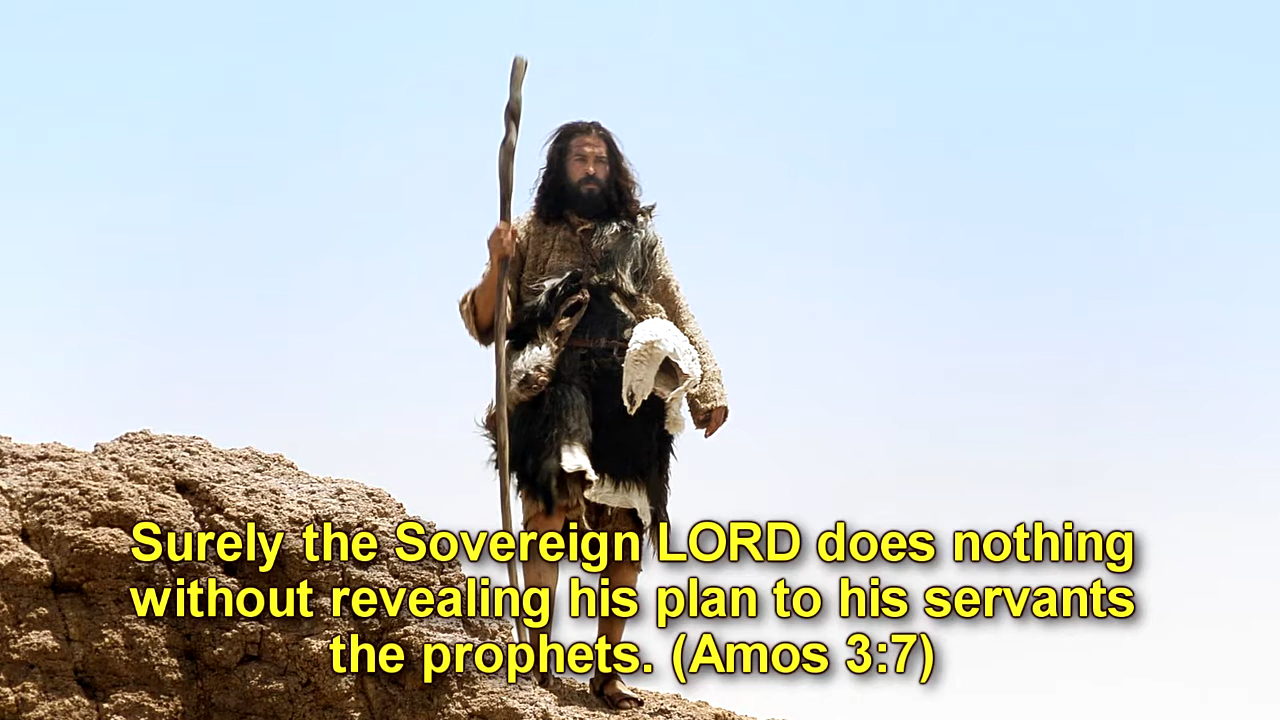 Surely the Sovereign LORD does nothing
without revealing his plan to his servants
the prophets. (Amos 3:7)